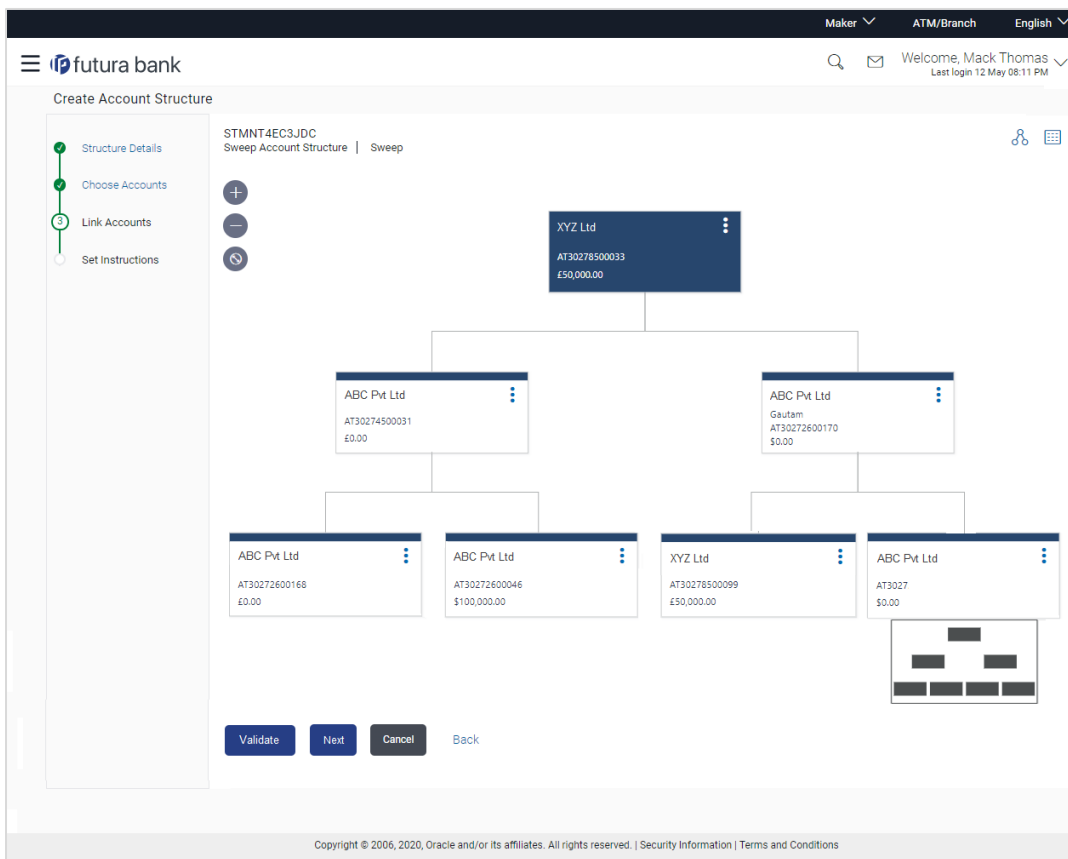 Maker ATM/Branch English
futura bank
Welcome, Mack Thomas
Last login 12 May 08:11 PM
Create Account Structure
Structure Details
Choose Accounts
3 Link Accounts
Set Instructions
STMNT4EC3JDC
Sweep Account Structure | Sweep
XYZ Ltd
AT30278500033
£50,000.00
ABC Pvt Ltd
AT30274500031
£0.00
ABC Pvt Ltd
Gautam
AT30272600170
$0.00
ABC Pvt Ltd
AT30272600168
£0.00
ABC Pvt Ltd
AT30272600046
$100,000.00
XYZ Ltd
AT30278500099
£50,000.00
ABC Pvt Ltd
AT3027
$0.00
Validate Next Cancel Back
Copyright © 2006, 2020, Oracle and/or its affiliates. All rights reserved. | Security Information | Terms and Conditions